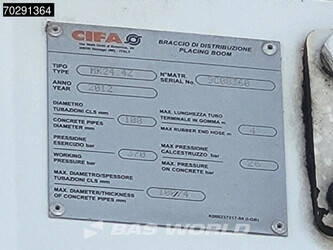 70291364
CIFA
BRACCIO DI DISTRIBUZIONE
PLACING BOOM
TIPO
TYPE MK24.4Z
N°MATR.
SERIAL No.
ANNO
YEAR 2012
DIAMETRO
TUBAZIONI CLS mm
CONCRETE PIPES
DIAMETER mm 100
MAX. LUNGHEZZA TUBO
TERMINALE IN GOMMA m
MAX RUBBER END HOSE m 4
PRESSIONE
ESERCIZIO bar
WORKING
PRESSURE bar 370
MAX PRESSIONE
CALCESTRUZZO bar
MAX PRESSURE
ON CONCRETE bar
MAX. DIAMETRO/SPESSORE
TUBAZIONI CLS mm
MAX. DIAMETER/THICKNESS
OF CONCRETE PIPES mm
BAS WORLD